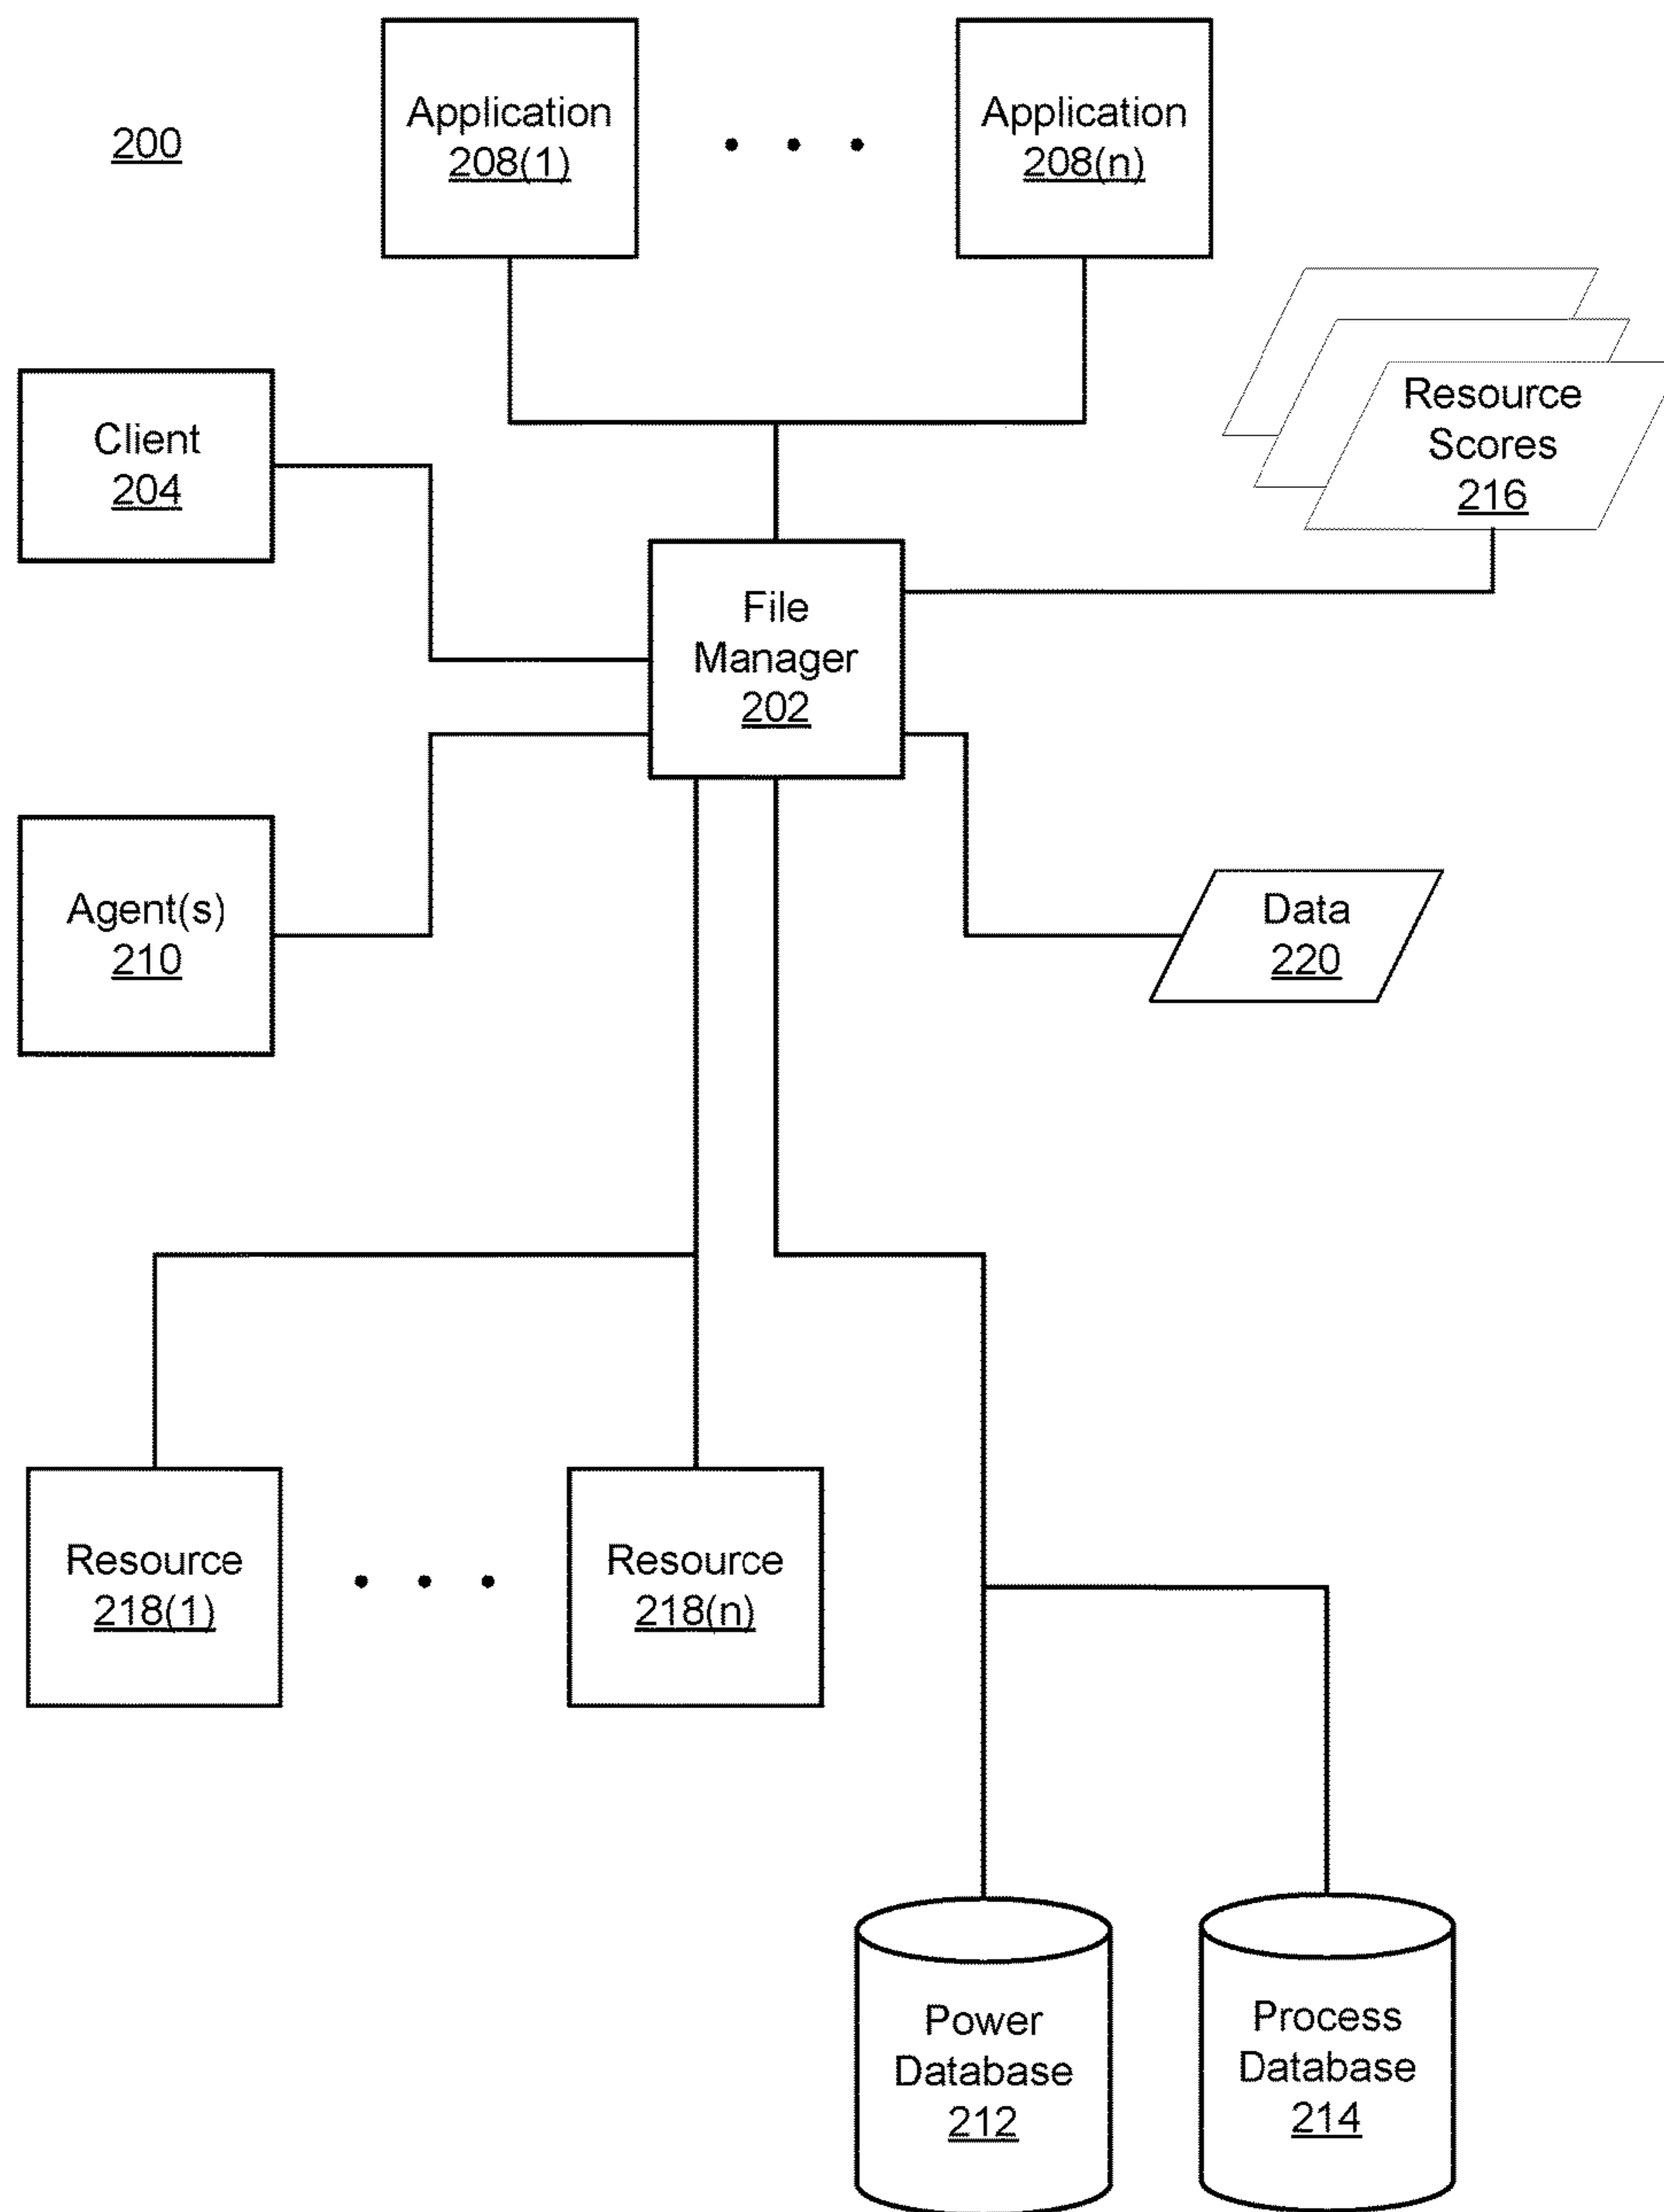 200
Application
208(1)
Application
208(n)
Resource
Scores
216
Client
204
File
Manager
202
Agent(s)
210
Data
220
Resource
218(1)
Resource
218(n)
Power
Database
212
Process
Database
214